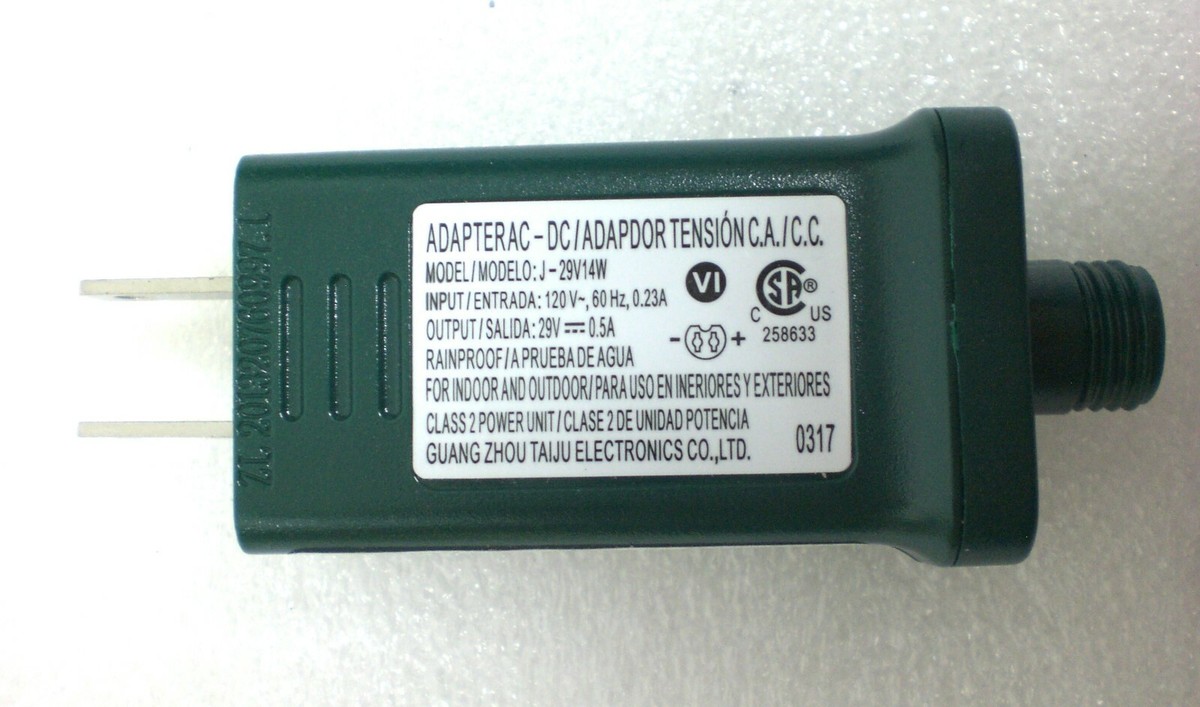 ADAPTERAC-DC/ADAPDOR TENSIÓN C.A./C.C.
MODEL/MODELO: J-29V14W
INPUT/ENTRADA: 120 V~, 60 Hz, 0.23A
OUTPUT/SALIDA: 29V ⎓ 0.5A
RAINPROOF/A PRUEBA DE AGUA
VI
SA®
C US
258633
- +
FOR INDOOR AND OUTDOOR/PARA USO EN INERIORES Y EXTERIORES
CLASS 2 POWER UNIT/CLASE 2 DE UNIDAD POTENCIA
GUANG ZHOU TAIJU ELECTRONICS CO.,LTD.
0317
ZL 201920760997.1